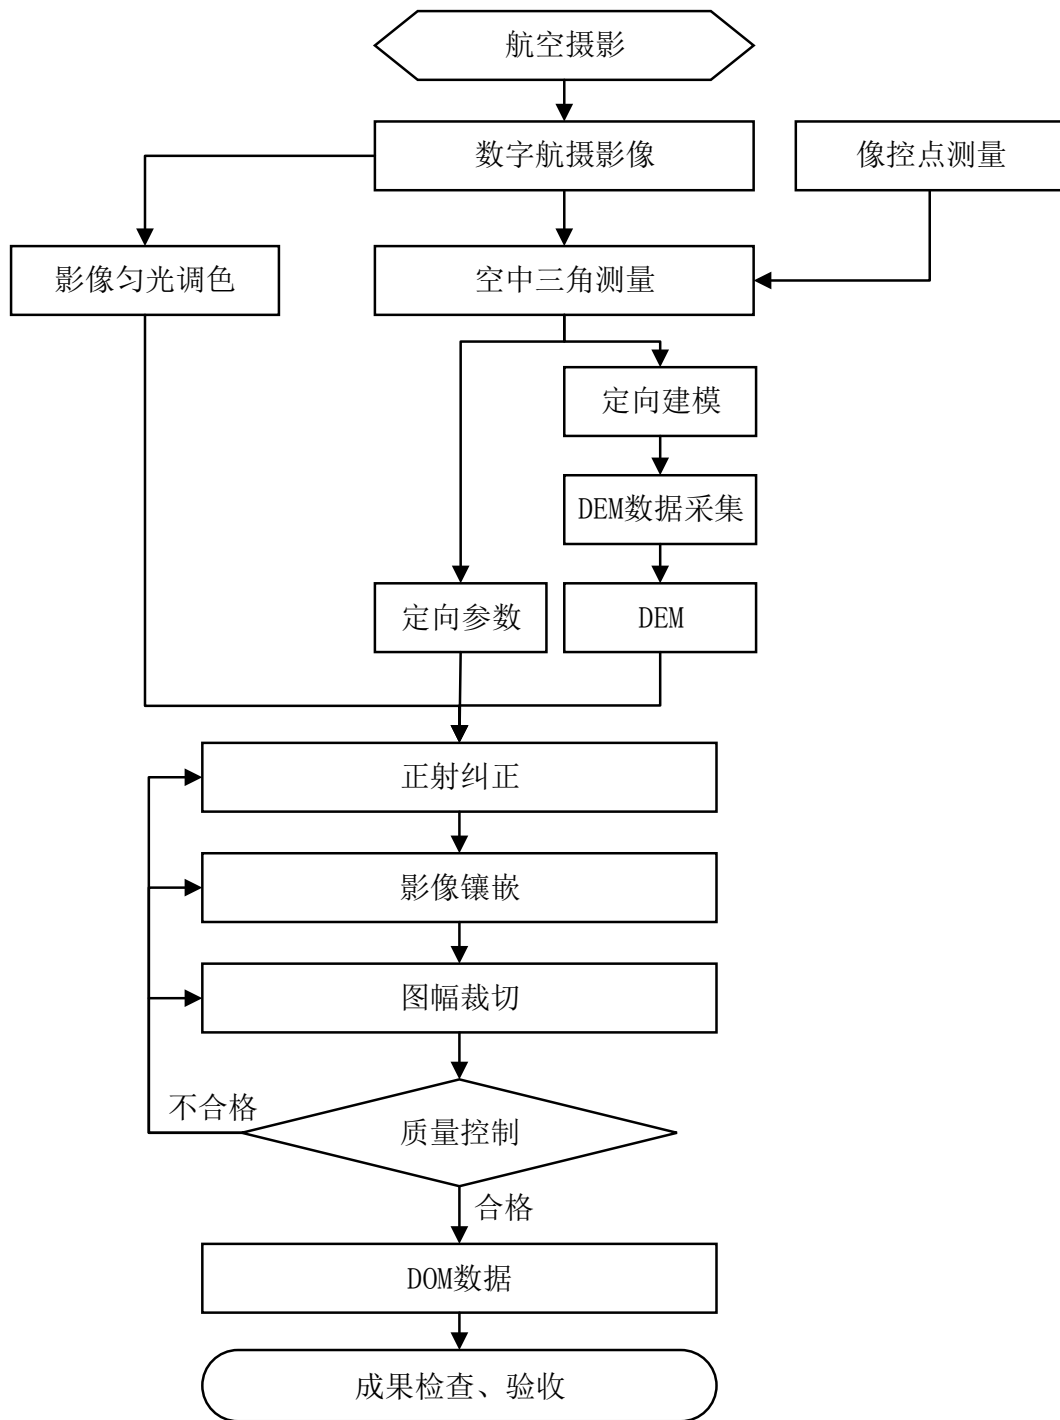 航空摄影
数字航摄影像
像控点测量
影像匀光调色
空中三角测量
定向建模
DEM数据采集
定向参数
DEM
正射纠正
影像镶嵌
图幅裁切
不合格
质量控制
合格
DOM数据
成果检查、验收